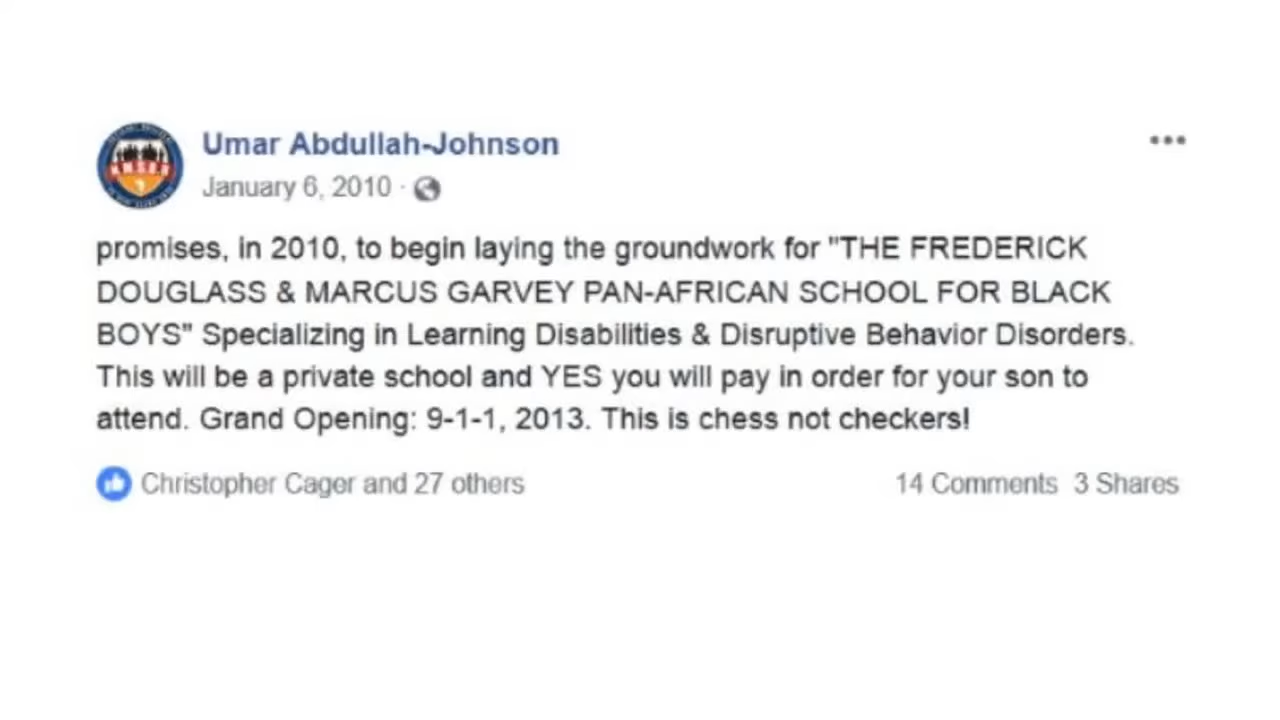 Umar Abdullah-Johnson
January 6, 2010 ·
promises, in 2010, to begin laying the groundwork for "THE FREDERICK
DOUGLASS & MARCUS GARVEY PAN-AFRICAN SCHOOL FOR BLACK
BOYS" Specializing in Learning Disabilities & Disruptive Behavior Disorders.
This will be a private school and YES you will pay in order for your son to
attend. Grand Opening: 9-1-1, 2013. This is chess not checkers!
Christopher Cager and 27 others 14 Comments 3 Shares